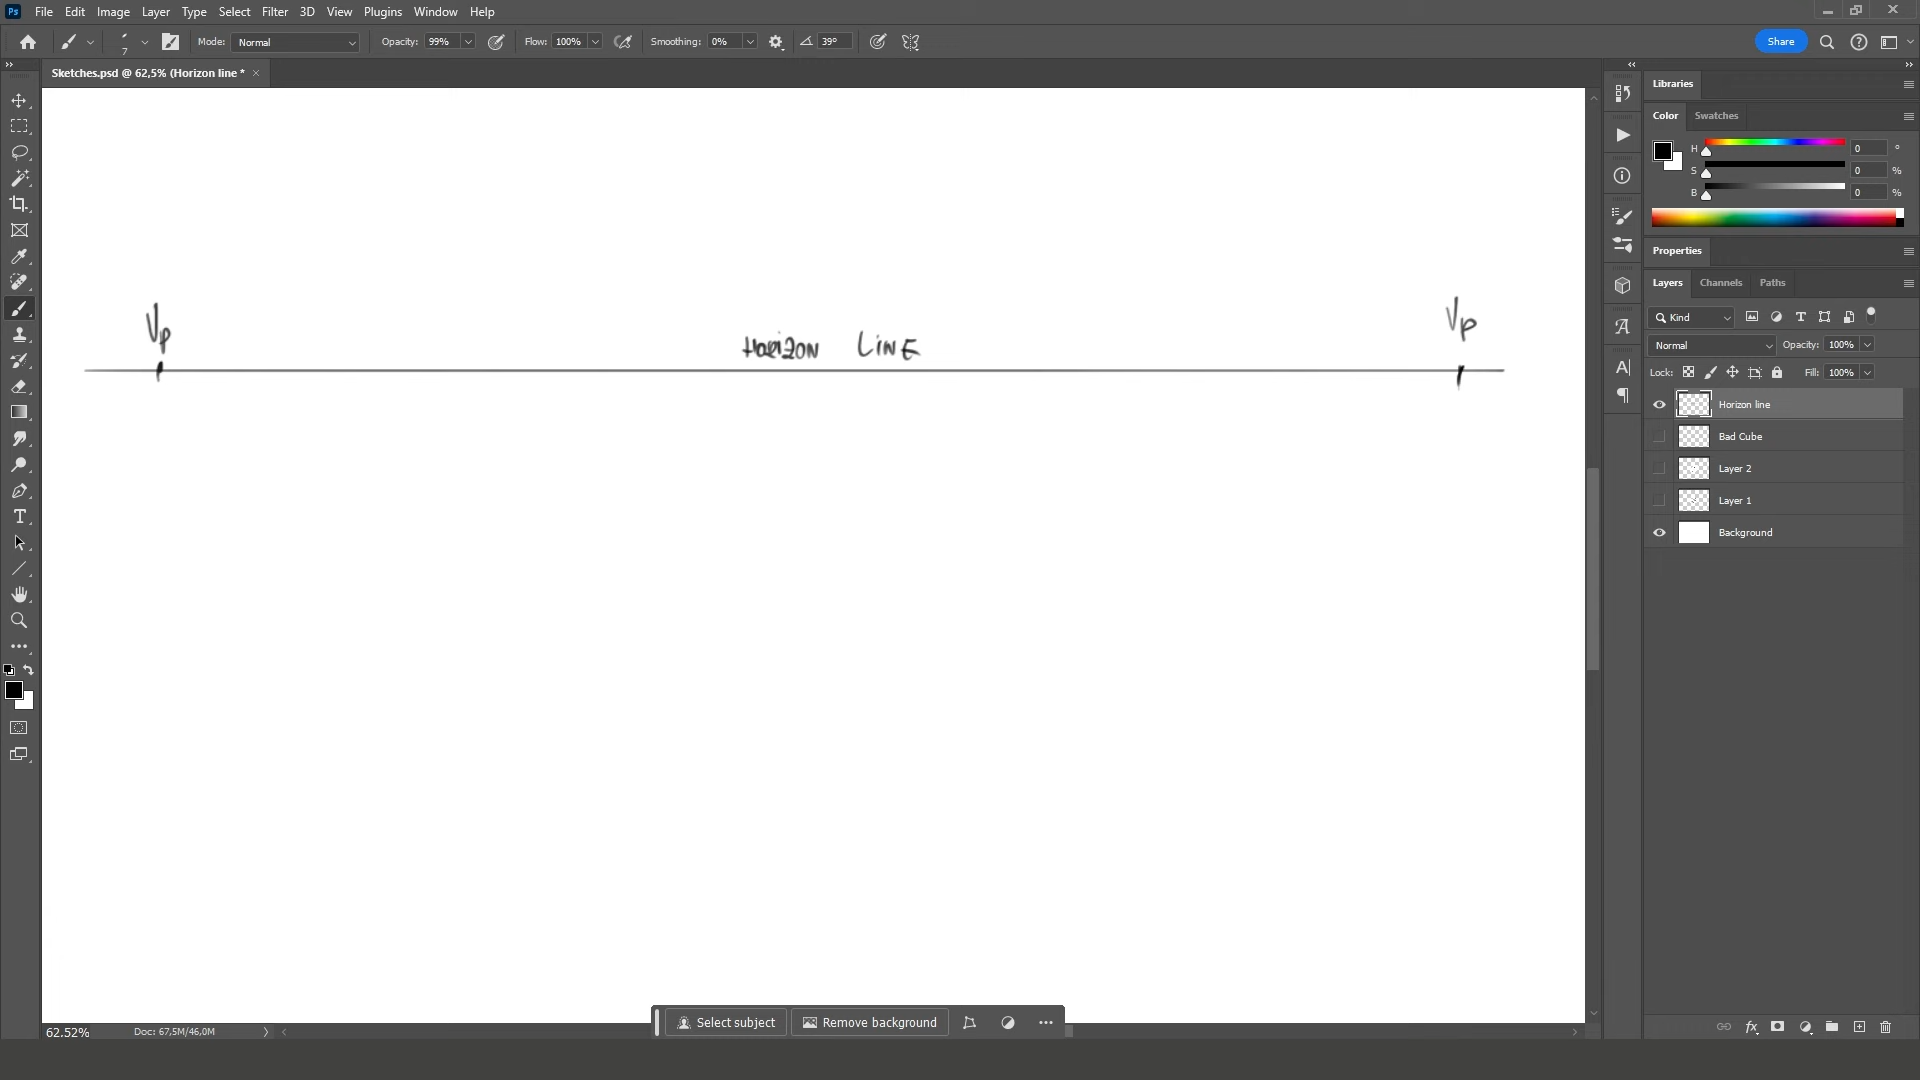 Ps File Edit Image Layer Type Select Filter 3D View Plugins Window Help
7 Mode: Normal Opacity: 99% Flow: 100% Smoothing: 0% 39° Share
Sketches.psd @ 62,5% (Horizon line *
Libraries
Color Swatches
H 0 °
S 0 %
B 0 %
Properties
Layers Channels Paths
Kind
Normal Opacity: 100%
Lock: Fill: 100%
Horizon line
Bad Cube
Layer 2
Layer 1
Background
Vp Vp
HORIZON LINE
Select subject Remove background
62.52% Doc: 67,5M/46,0M